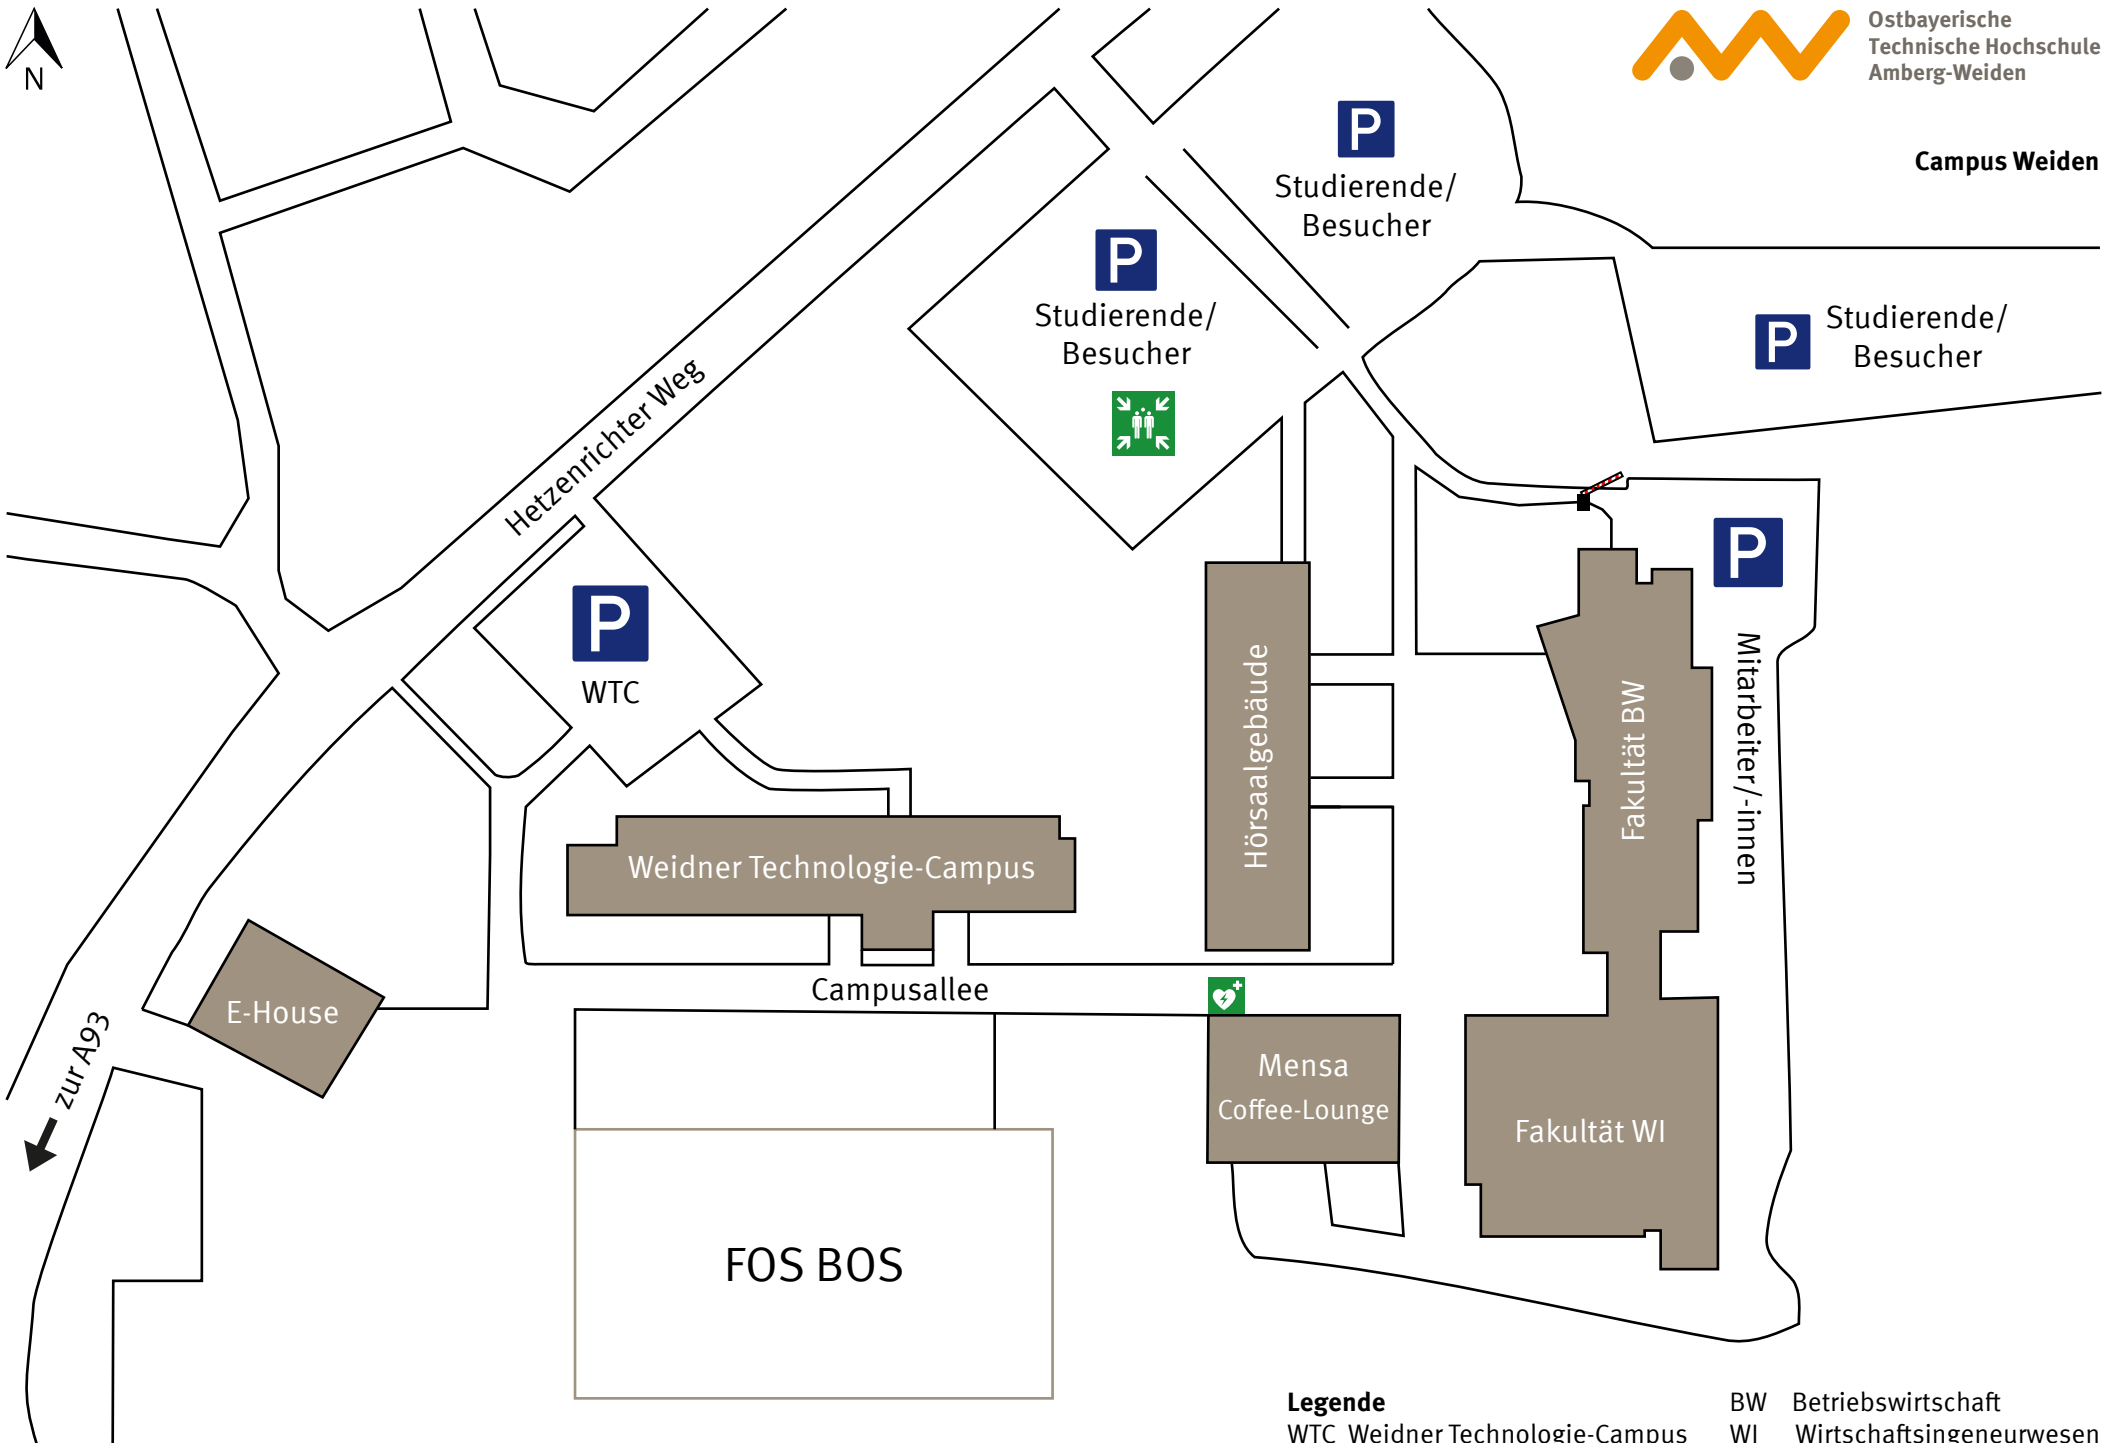 N
Ostbayerische
Technische Hochschule
Amberg-Weiden
Campus Weiden
P
Studierende/
Besucher
P
Studierende/
Besucher
P
Studierende/
Besucher
Hetzenrichter Weg
P
WTC
P
Mitarbeiter/-innen
Hörsaalgebäude
Fakultät BW
Weidner Technologie-Campus
Campusallee
E-House
zur A93
Mensa
Coffee-Lounge
Fakultät WI
FOS BOS
Legende
WTC Weidner Technologie-Campus
BW Betriebswirtschaft
WI Wirtschaftsingeneurwesen